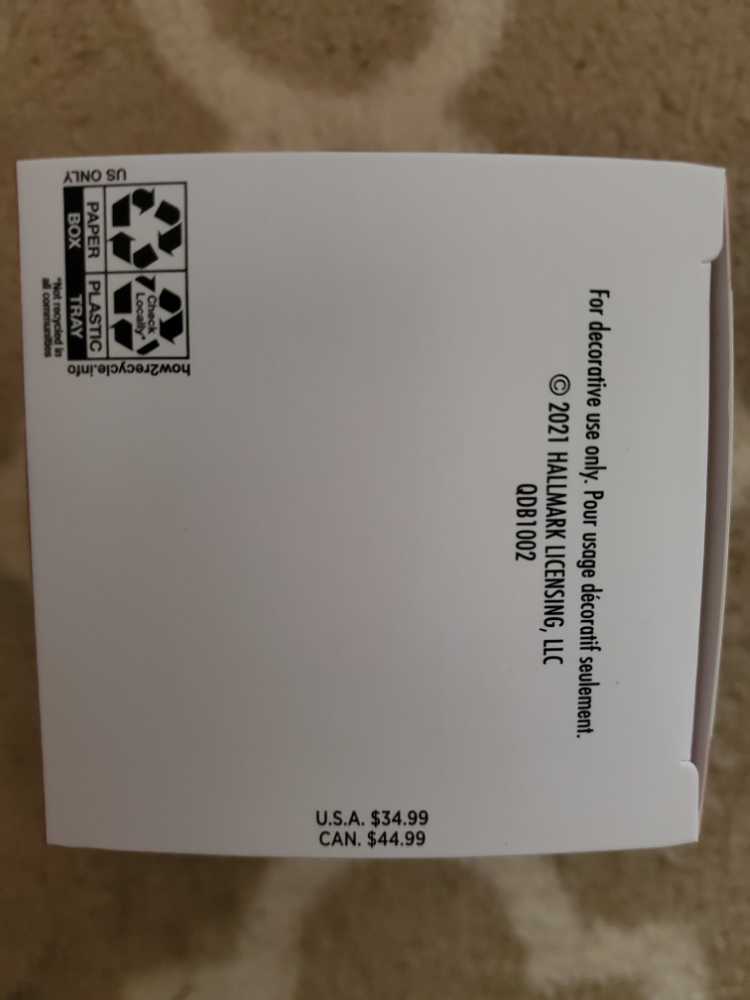 For decorative use only. Pour usage décoratif seulement.
© 2021 HALLMARK LICENSING, LLC
QDB1002
US ONLY
PAPER
BOX
Check
Locally*
PLASTIC
TRAY
*Not recycled in
all communities
how2recycle.info
U.S.A. $34.99
CAN. $44.99